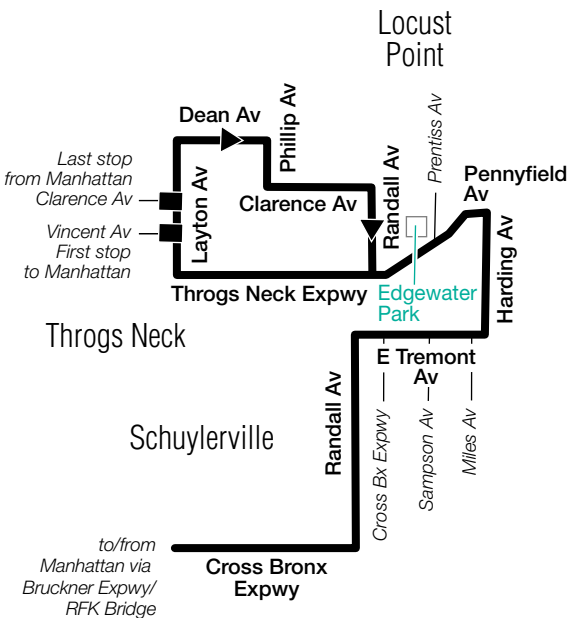 Locust
Point
Dean Av
Phillip Av
Prentiss Av
Last stop
from Manhattan
Clarence Av
Layton Av
Clarence Av
Randall Av
Pennyfield
Av
Vincent Av
First stop
to Manhattan
Throgs Neck Expwy
Edgewater
Park
Harding Av
Throgs Neck
E Tremont
Av
Randall Av
Cross Bx Expwy
Sampson Av
Miles Av
Schuylerville
to/from
Manhattan via
Bruckner Expwy/
RFK Bridge
Cross Bronx
Expwy